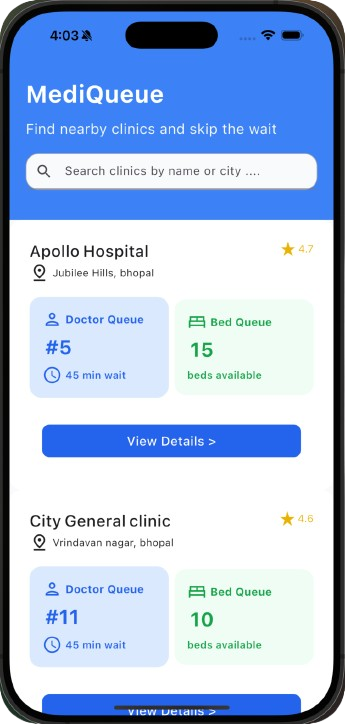 4:03
MediQueue
Find nearby clinics and skip the wait
Search clinics by name or city ....
Apollo Hospital
4.7
Jubilee Hills, bhopal
Doctor Queue
#5
45 min wait
Bed Queue
15
beds available
View Details >
City General clinic
4.6
Vrindavan nagar, bhopal
Doctor Queue
#11
45 min wait
Bed Queue
10
beds available
View Details >